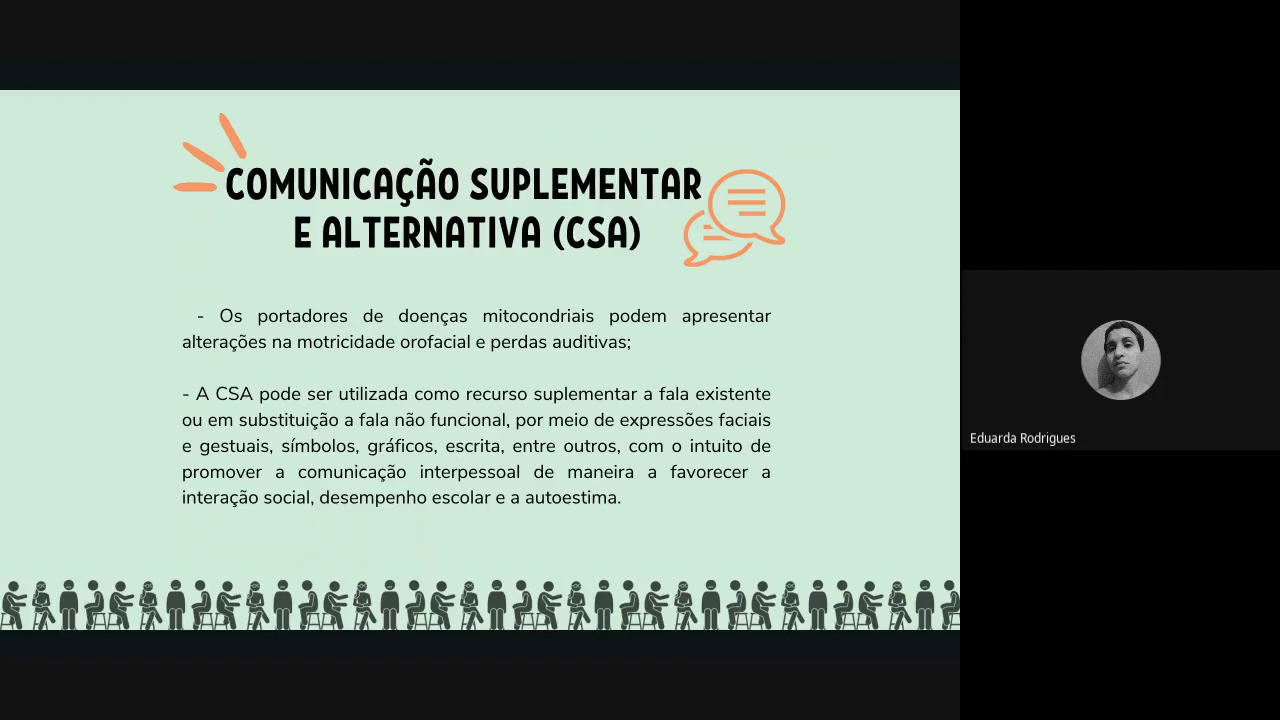 COMUNICAÇÃO SUPLEMENTAR
E ALTERNATIVA (CSA)
- Os portadores de doenças mitocondriais podem apresentar
alterações na motricidade orofacial e perdas auditivas;
- A CSA pode ser utilizada como recurso suplementar a fala existente
ou em substituição a fala não funcional, por meio de expressões faciais
e gestuais, símbolos, gráficos, escrita, entre outros, com o intuito de
promover a comunicação interpessoal de maneira a favorecer a
interação social, desempenho escolar e a autoestima.
Eduarda Rodrigues